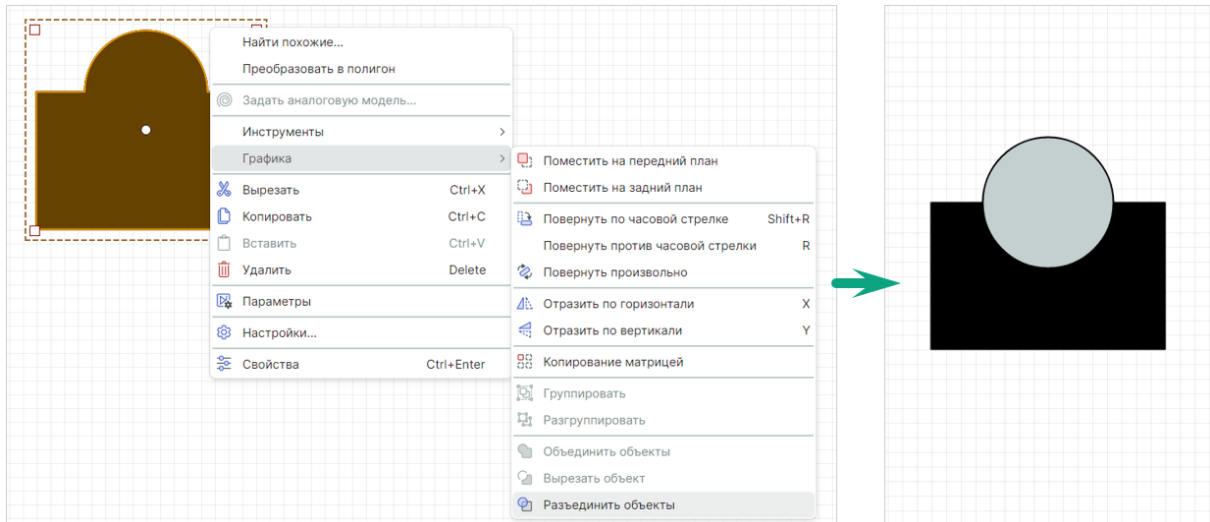 Найти похожие...
Преобразовать в полигон
Задать аналоговую модель...
Инструменты
Графика
Вырезать Ctrl+X
Копировать Ctrl+C
Вставить Ctrl+V
Удалить Delete
Параметры
Настройки...
Свойства Ctrl+Enter
Поместить на передний план
Поместить на задний план
Повернуть по часовой стрелке Shift+R
Повернуть против часовой стрелки R
Повернуть произвольно
Отразить по горизонтали X
Отразить по вертикали Y
Копирование матрицей
Группировать
Разгруппировать
Объединить объекты
Вырезать объект
Разъединить объекты